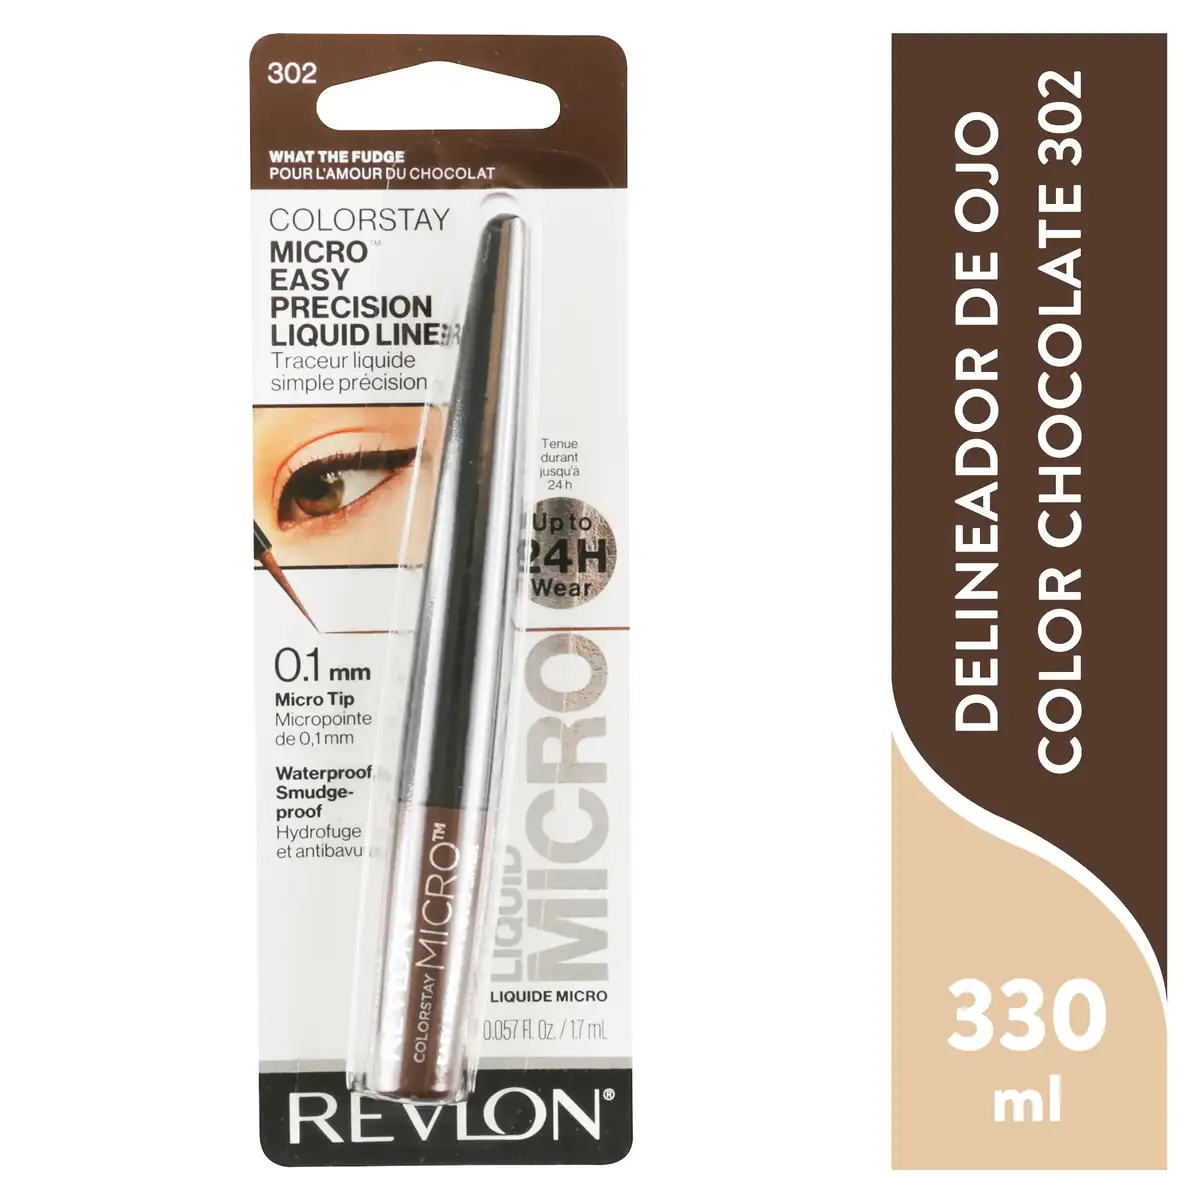 302
WHAT THE FUDGE
POUR L'AMOUR DU CHOCOLAT
COLORSTAY
MICRO™
EASY
PRECISION
LIQUID LINER
Traceur liquide
simple précision
Tenue
durant
jusqu'à
24 h
Up to
24H
Wear
0.1 mm
Micro Tip
Micropointe
de 0,1 mm
Waterproof,
Smudge-
proof
Hydrofuge
et antibavu
LIQUID
MICRO
LIQUIDE MICRO
0.057 Fl. Oz. / 1.7 mL
REVLON
COLORSTAY MICRO™
REVLON®
DELINEADOR DE OJO
COLOR CHOCOLATE 302
330
ml